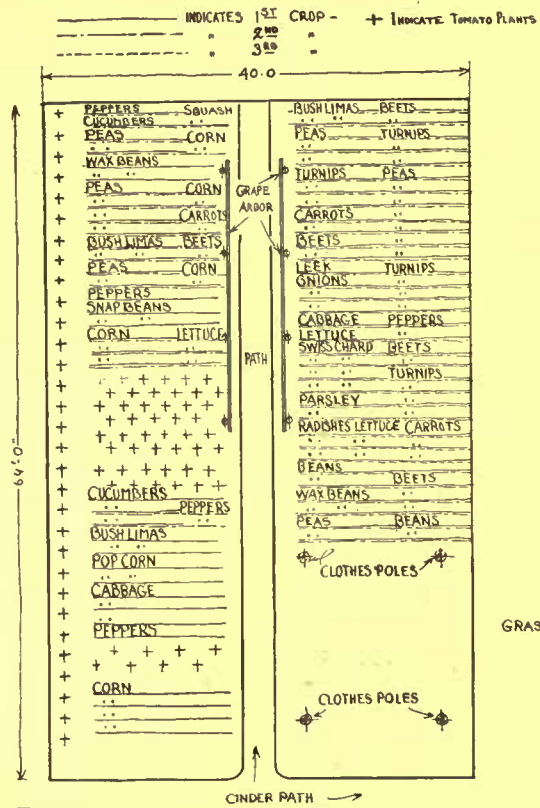 INDICATES 1ST CROP - + INDICATE TOMATO PLANTS
" 2ND "
" 3RD "
40.0
64'-0"
PEPPERS SQUASH
CUCUMBERS
PEAS CORN
WAX BEANS
PEAS CORN
CARROTS
BUSH LIMAS BEETS
PEAS CORN
PEPPERS
SNAP BEANS
CORN LETTUCE
CUCUMBERS
PEPPERS
BUSH LIMAS
POP CORN
CABBAGE
PEPPERS
CORN
GRAPE
ARBOR
PATH
BUSH LIMAS BEETS
PEAS TURNIPS
TURNIPS PEAS
CARROTS
BEETS
LEEK TURNIPS
ONIONS
CABBAGE PEPPERS
LETTUCE
SWISS CHARD BEETS
TURNIPS
PARSLEY
RADISHES LETTUCE CARROTS
BEANS
BEETS
WAX BEANS
PEAS BEANS
CLOTHES POLES
GRAS
CLOTHES POLES
CINDER PATH